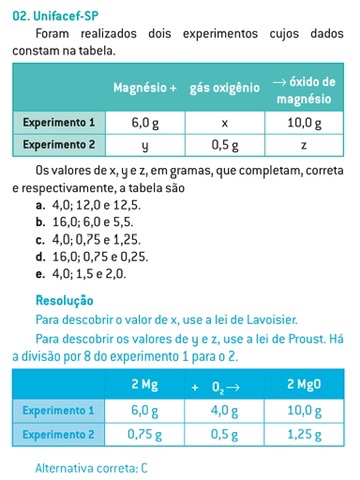 02. Unifacef-SP
Foram realizados dois experimentos cujos dados
constam na tabela.
Magnésio + gás oxigênio → óxido de
magnésio
Experimento 1 6,0 g x 10,0 g
Experimento 2 y 0,5 g z
Os valores de x, y e z, em gramas, que completam, correta
e respectivamente, a tabela são
a. 4,0; 12,0 e 12,5.
b. 16,0; 6,0 e 5,5.
c. 4,0; 0,75 e 1,25.
d. 16,0; 0,75 e 0,25.
e. 4,0; 1,5 e 2,0.
Resolução
Para descobrir o valor de x, use a lei de Lavoisier.
Para descobrir os valores de y e z, use a lei de Proust. Há
a divisão por 8 do experimento 1 para o 2.
2 Mg + O₂ → 2 MgO
Experimento 1 6,0 g 4,0 g 10,0 g
Experimento 2 0,75 g 0,5 g 1,25 g
Alternativa correta: C